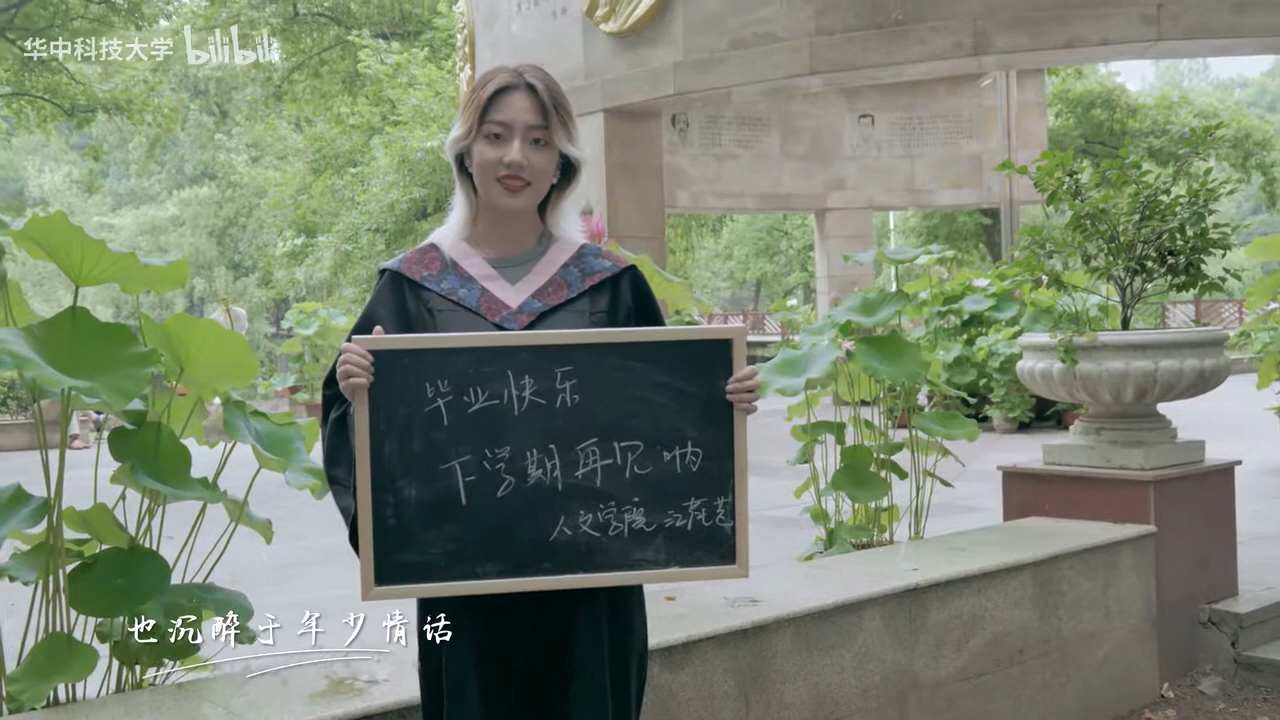 华中科技大学 bilibili
毕业快乐
下学期再见呐
人文学院
也沉醉于年少情话